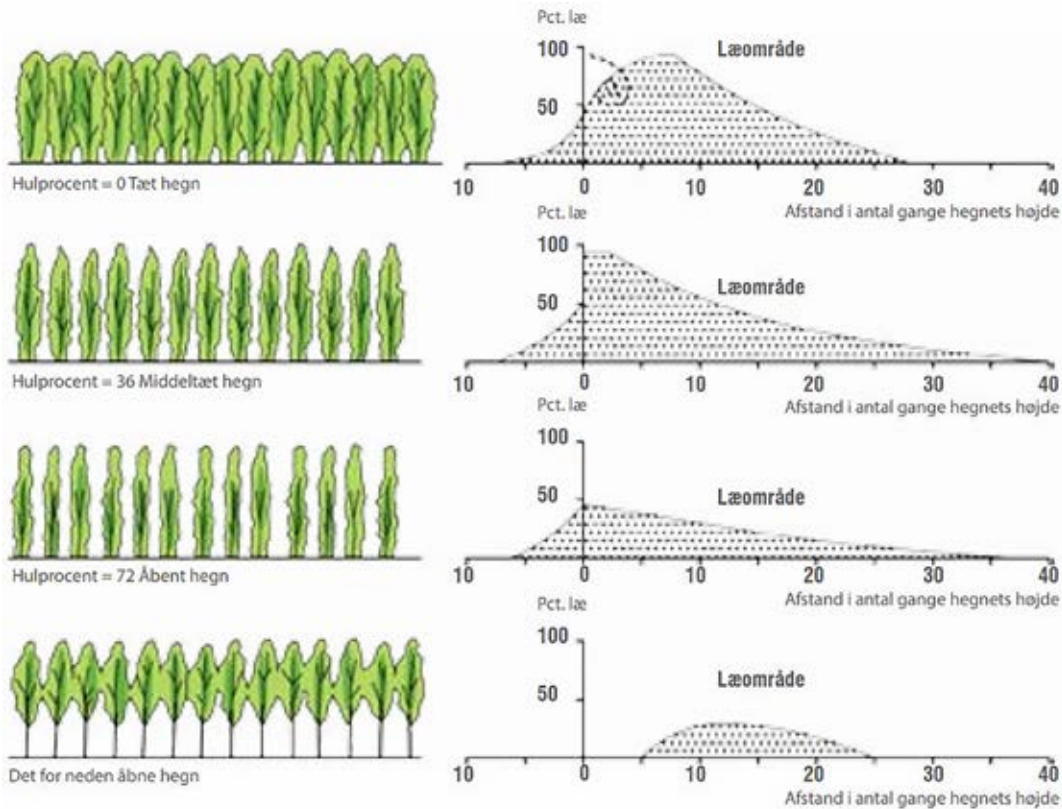 Pct. læ
100
50
Læområde
10 0 10 20 30 40
Hulprocent = 0 Tæt hegn
Afstand i antal gange hegnets højde
Pct. læ
100
50
Læområde
10 0 10 20 30 40
Hulprocent = 36 Middeltæt hegn
Afstand i antal gange hegnets højde
Pct. læ
100
50
Læområde
10 0 10 20 30 40
Hulprocent = 72 Åbent hegn
Afstand i antal gange hegnets højde
Pct. læ
100
50
Læområde
10 0 10 20 30 40
Det for neden åbne hegn
Afstand i antal gange hegnets højde